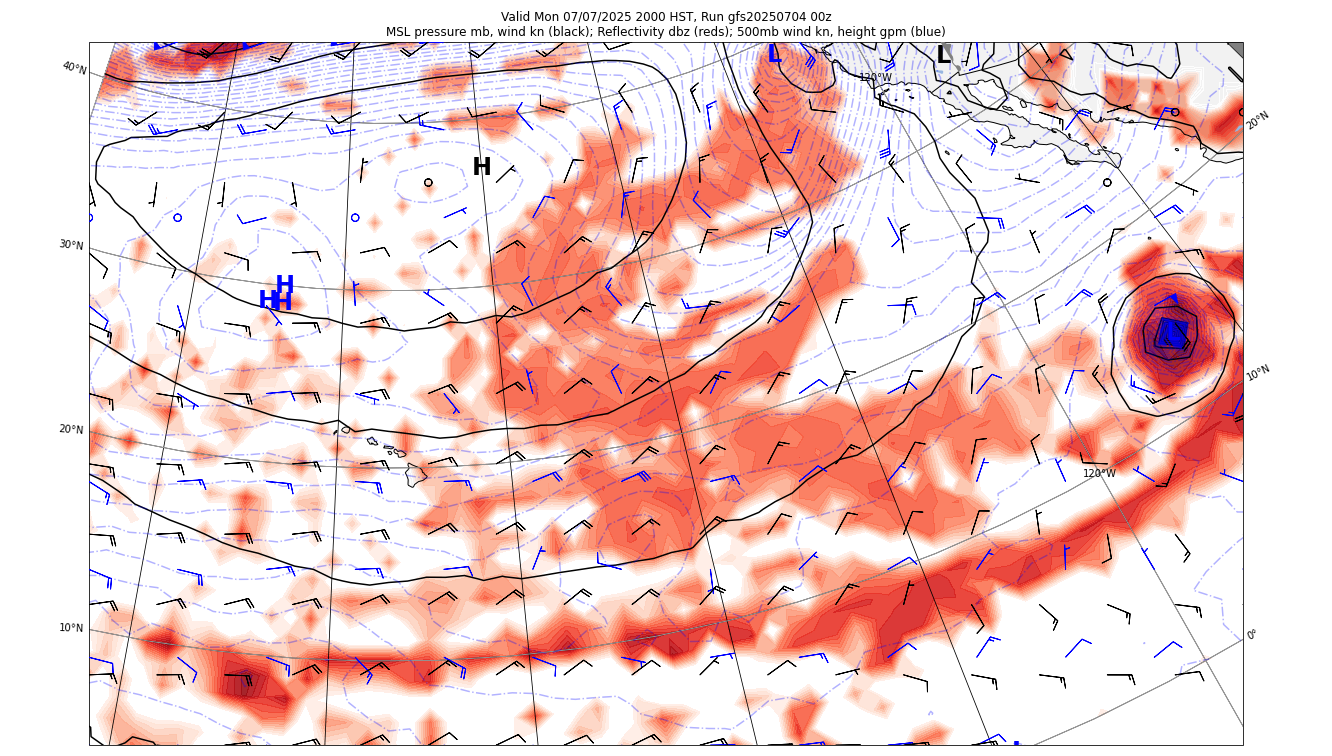 Valid Mon 07/07/2025 2000 HST, Run gfs20250704 00z
MSL pressure mb, wind kn (black); Reflectivity dbz (reds); 500mb wind kn, height gpm (blue)
L
L
40°N
120°W
20°N
H
30°N
H
H
H
10°N
20°N
120°W
10°N
0°